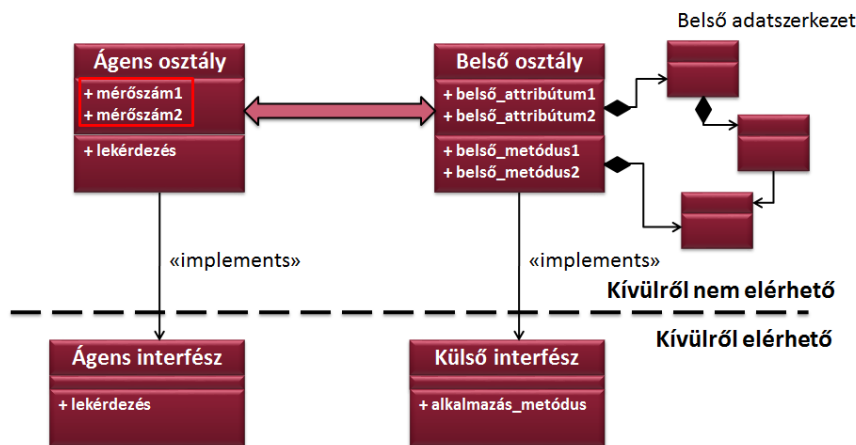 Belső adatszerkezet
Ágens osztály
+ mérőszám1
+ mérőszám2
+ lekérdezés
Belső osztály
+ belső_attribútum1
+ belső_attribútum2
+ belső_metódus1
+ belső_metódus2
«implements»
«implements»
Kívülről nem elérhető
Kívülről elérhető
Ágens interfész
+ lekérdezés
Külső interfész
+ alkalmazás_metódus